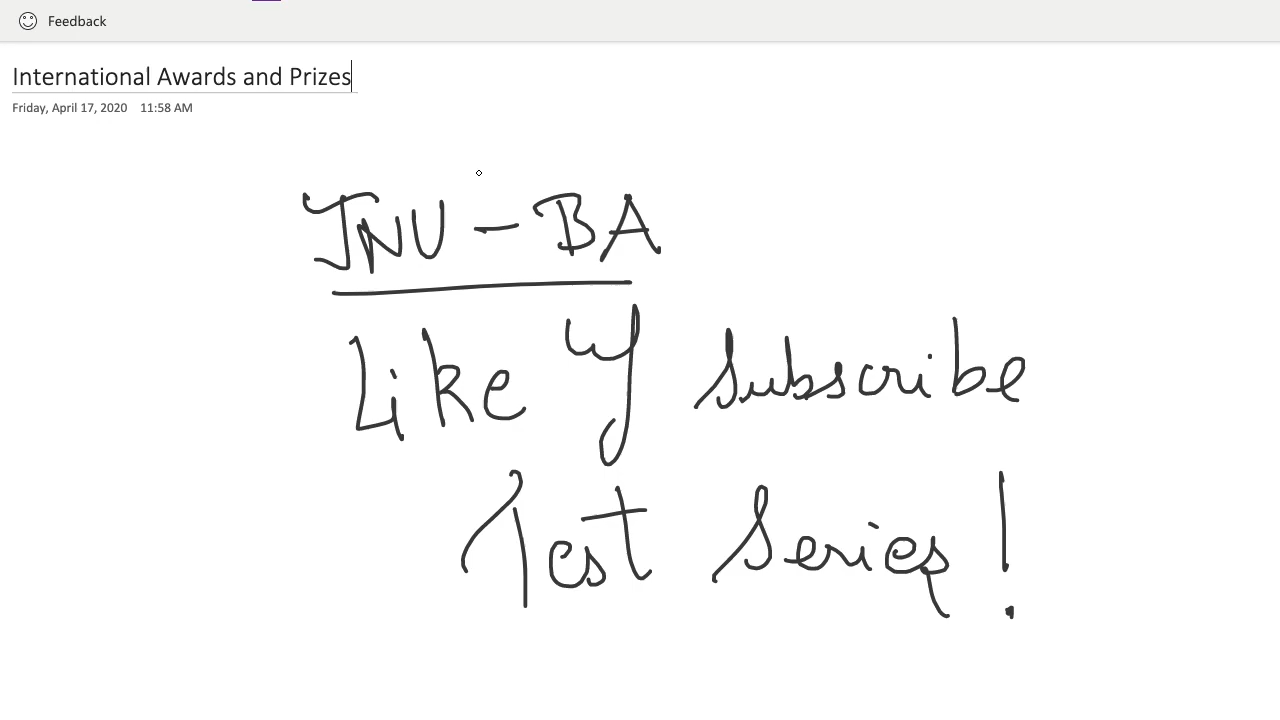 Feedback
International Awards and Prizes
Friday, April 17, 2020 11:58 AM
JNU - BA
Like y subscribe
Test Series!